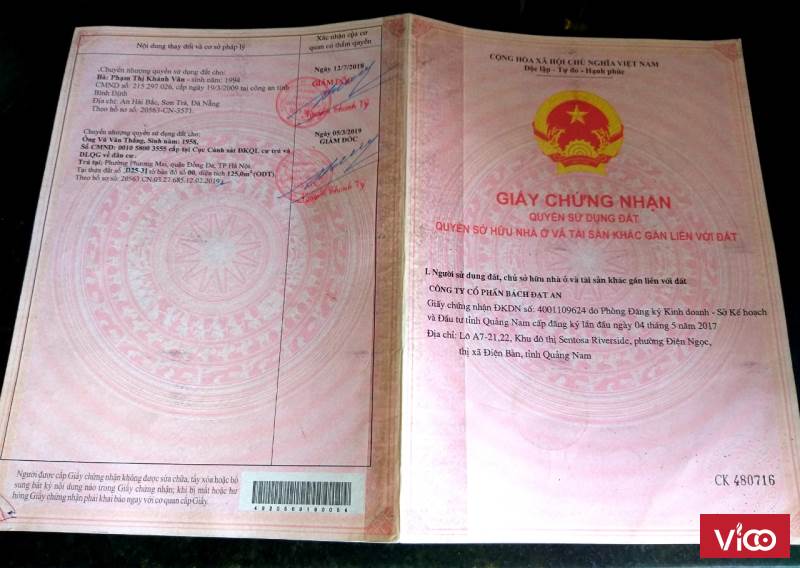 Nội dung thay đổi và cơ sở pháp lý
Xác nhận của cơ
quan có thẩm quyền
Chuyển nhượng quyền sử dụng đất cho:
Bà: Phạm Thị Khánh Vân - sinh năm: 1994
CMND số: 215 297 026, cấp ngày 19/3/2009 tại công an tỉnh
Bình Định
Địa chỉ: An Hải Bắc, Sơn Trà, Đà Nẵng
Theo hồ sơ số: 20563-CN-3571.
Ngày 12/7/2018
GIÁM ĐỐC
Chuyển nhượng quyền sử dụng đất cho:
Ông Vũ Văn Thắng, Sinh năm: 1958,
Số CMND: 0010 5800 3555 cấp tại Cục Cảnh sát ĐKQL cư trú và
DLQG về dân cư.
Trú tại: Phường Phương Mai, quận Đống Đa, TP Hà Nội.
Tại thửa đất số: D25-31 tờ bản đồ số 00, diện tích 125,0m² (ODT)
Theo hồ sơ số: 20563.CN.03.27.685.12.02.2019
Ngày 05/3/2019
GIÁM ĐỐC
Người được cấp Giấy chứng nhận không được sửa chữa, tẩy xóa hoặc bổ
sung bất kỳ nội dung nào trong Giấy chứng nhận; khi bị mất hoặc hư
hỏng Giấy chứng nhận phải khai báo ngay với cơ quan cấp Giấy.
CỘNG HÒA XÃ HỘI CHỦ NGHĨA VIỆT NAM
Độc lập - Tự do - Hạnh phúc
GIẤY CHỨNG NHẬN
QUYỀN SỬ DỤNG ĐẤT
QUYỀN SỞ HỮU NHÀ Ở VÀ TÀI SẢN KHÁC GẮN LIỀN VỚI ĐẤT
I. Người sử dụng đất, chủ sở hữu nhà ở và tài sản khác gắn liền với đất
CÔNG TY CỔ PHẦN BÁCH ĐẠT AN
Giấy chứng nhận ĐKDN số: 4001109624 do Phòng Đăng ký Kinh doanh - Sở Kế hoạch
và Đầu tư tỉnh Quảng Nam cấp đăng ký lần đầu ngày 04 tháng 5 năm 2017
Địa chỉ: Lô A7-21,22, Khu đô thị Sentosa Riverside, phường Điện Ngọc,
thị xã Điện Bàn, tỉnh Quảng Nam
CK 480716
vico